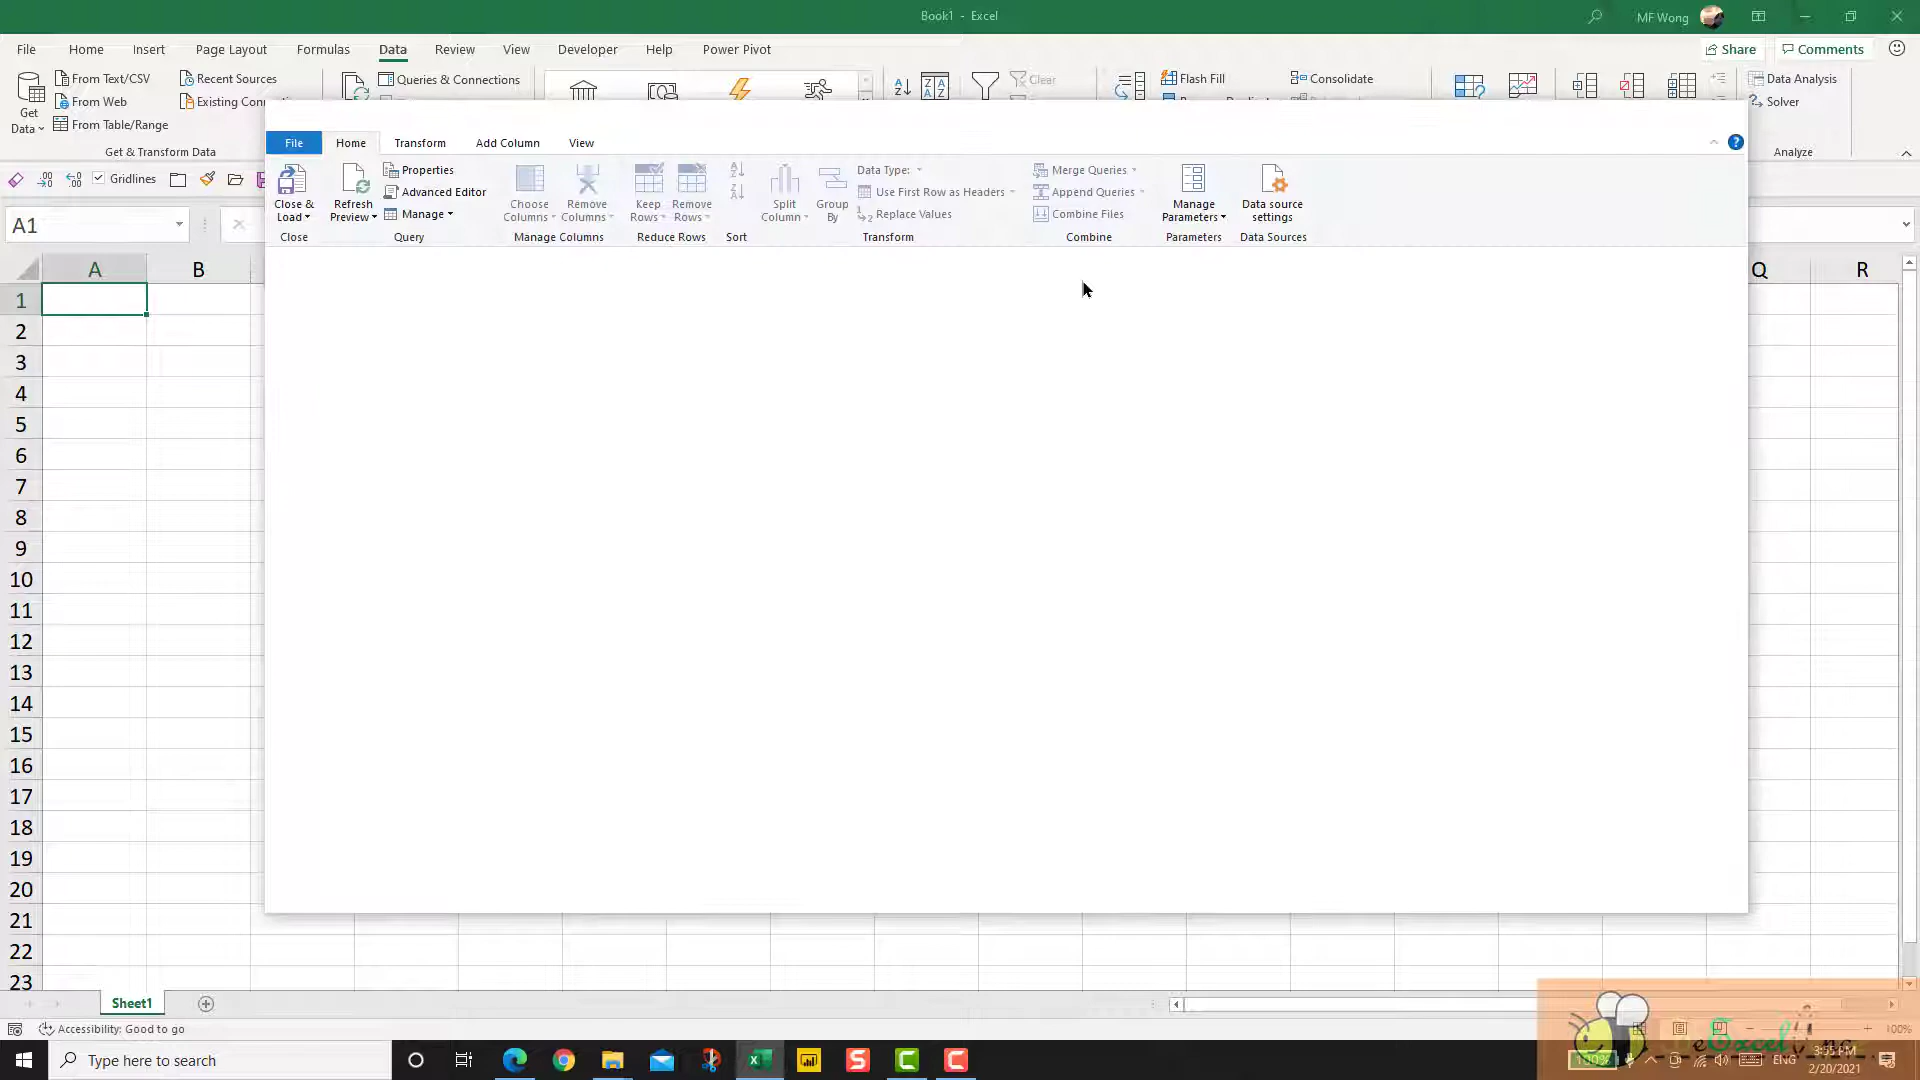 Book1 - Excel
MF Wong
File Home Insert Page Layout Formulas Data Review View Developer Help Power Pivot
Share Comments
Get Data
From Text/CSV
From Web
From Table/Range
Recent Sources
Existing
Get & Transform Data
Queries & Connections
Clear
Flash Fill
Consolidate
Data Analysis
Solver
Analyze
Gridlines
A1
File Home Transform Add Column View
Close & Load
Close
Refresh Preview
Properties
Advanced Editor
Manage
Query
Choose Columns
Remove Columns
Manage Columns
Keep Rows
Remove Rows
Reduce Rows
Sort
Split Column
Group By
Data Type:
Use First Row as Headers
Replace Values
Transform
Merge Queries
Append Queries
Combine Files
Combine
Manage Parameters
Parameters
Data source settings
Data Sources
A B Q R
1
2
3
4
5
6
7
8
9
10
11
12
13
14
15
16
17
18
19
20
21
22
23
Sheet1
Accessibility: Good to go
100%
Type here to search
100%
ENG
3:55 PM
2/20/2021